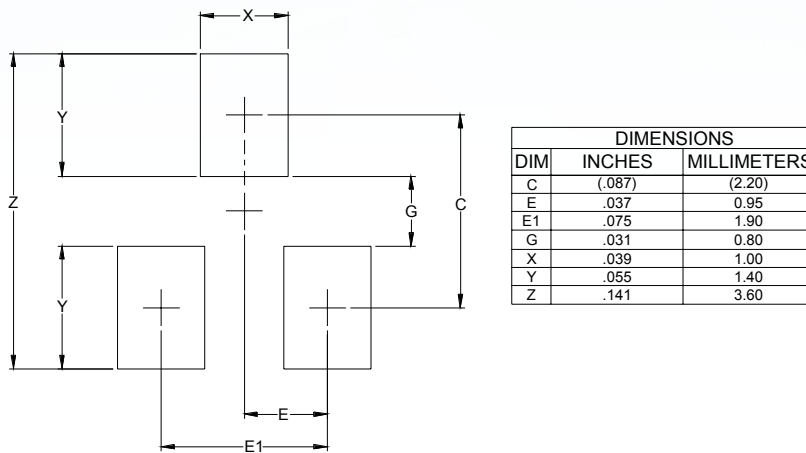 X
Y
Z
G
C
Y
E
E1
DIMENSIONS
DIM INCHES MILLIMETERS
C (.087) (2.20)
E .037 0.95
E1 .075 1.90
G .031 0.80
X .039 1.00
Y .055 1.40
Z .141 3.60